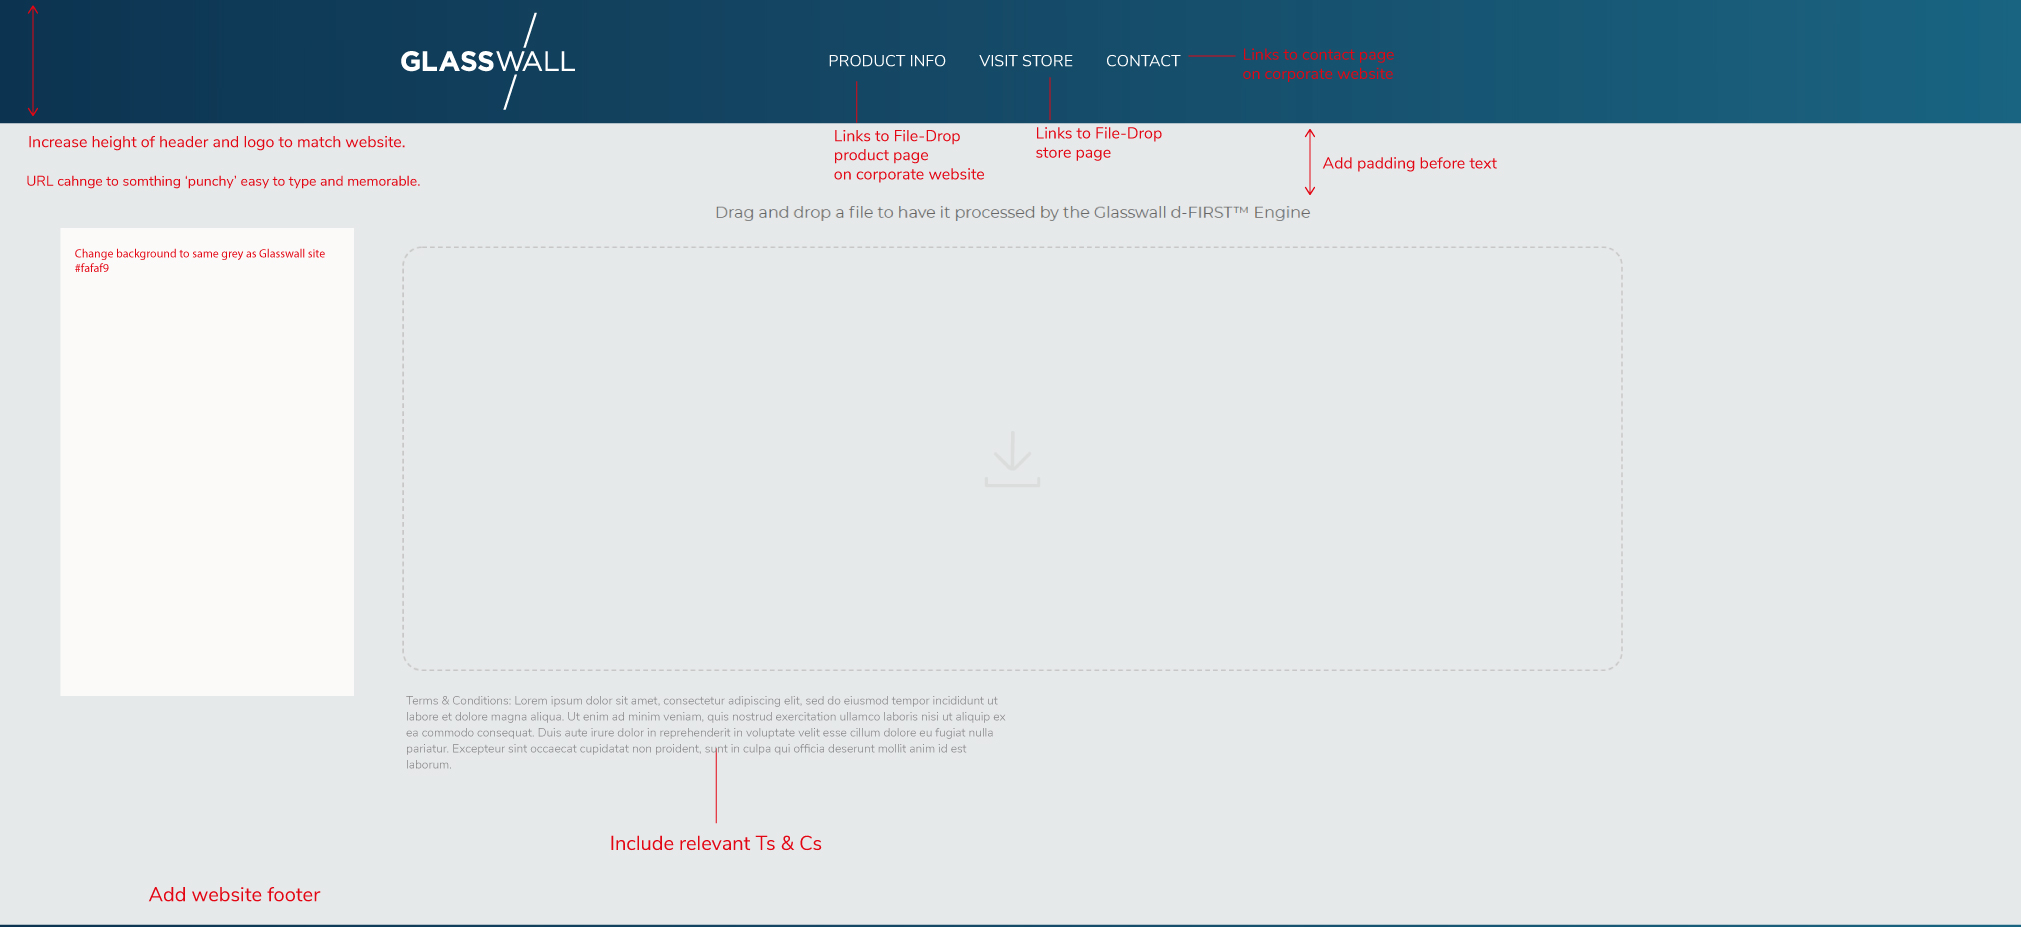 GLASSWALL
PRODUCT INFO VISIT STORE CONTACT
Links to contact page
on corporate website
Increase height of header and logo to match website.
URL cahnge to somthing ‘punchy’ easy to type and memorable.
Links to File-Drop
product page
on corporate website
Links to File-Drop
store page
Add padding before text
Drag and drop a file to have it processed by the Glasswall d-FIRST™ Engine
Change background to same grey as Glasswall site
#fafaf9
Terms & Conditions: Lorem ipsum dolor sit amet, consectetur adipiscing elit, sed do eiusmod tempor incididunt ut
labore et dolore magna aliqua. Ut enim ad minim veniam, quis nostrud exercitation ullamco laboris nisi ut aliquip ex
ea commodo consequat. Duis aute irure dolor in reprehenderit in voluptate velit esse cillum dolore eu fugiat nulla
pariatur. Excepteur sint occaecat cupidatat non proident, sunt in culpa qui officia deserunt mollit anim id est
laborum.
Include relevant Ts & Cs
Add website footer